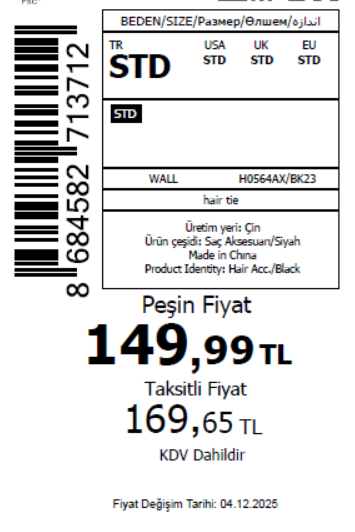 FSC
BEDEN/SIZE/Размер/Өлшем/اندازه
TR USA UK EU
STD STD STD STD
STD
WALL H0564AX/BK23
hair tie
Üretim yeri: Çin
Ürün çeşidi: Saç Aksesuarı/Siyah
Made in China
Product Identity: Hair Acc./Black
8 684582 713712
Peşin Fiyat
149,99 TL
Taksitli Fiyat
169,65 TL
KDV Dahildir
Fiyat Değişim Tarihi: 04.12.2025